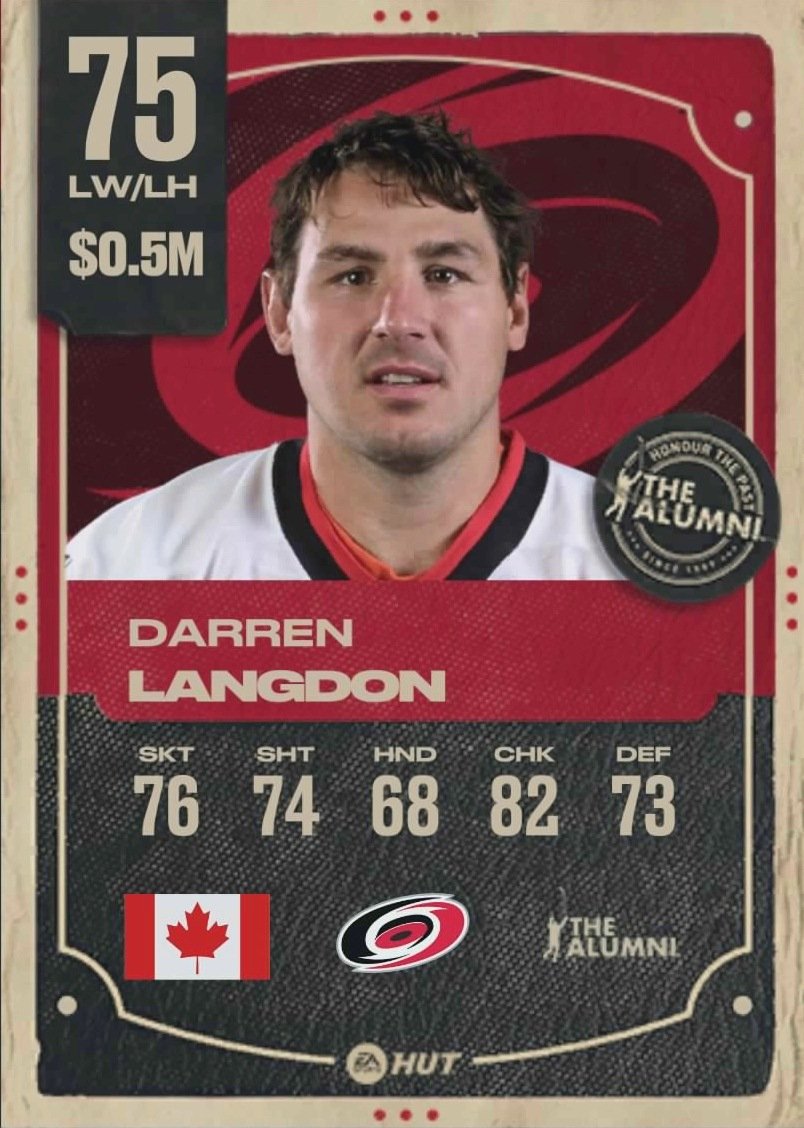 75
LW/LH
$0.5M
HONOUR THE PAST
THE
ALUMNI
DARREN
LANGDON
SKT SHT HND CHK DEF
76 74 68 82 73
THE
ALUMNI
EA HUT